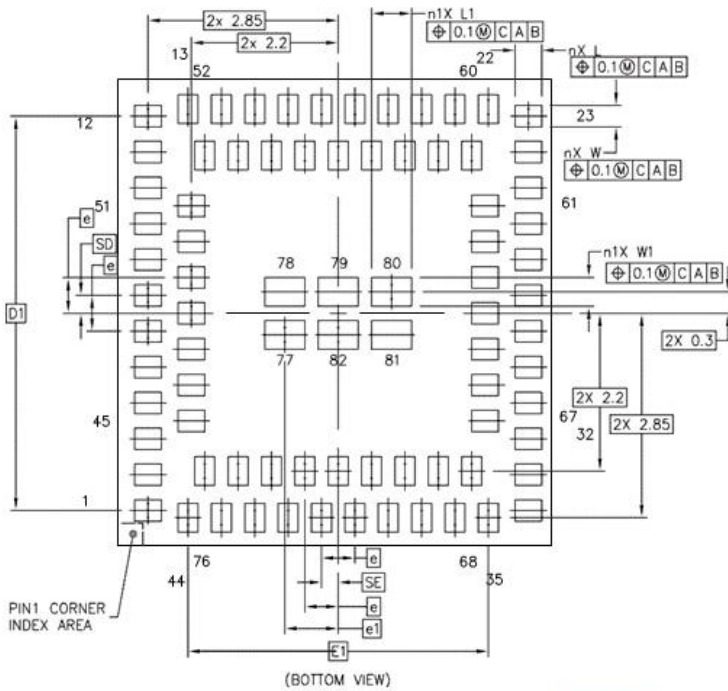 2x 2.85
2x 2.2
n1X L1
⌖ 0.1Ⓜ C A B
13
52
60
22
nX L
⌖ 0.1Ⓜ C A B
12
23
nX W
⌖ 0.1Ⓜ C A B
51
61
e
SD
e
78
79
80
n1X W1
⌖ 0.1Ⓜ C A B
D1
2X 0.3
77
82
81
2X 2.2
2X 2.85
45
67
32
1
76
68
44
35
e
SE
e
e1
E1
PIN1 CORNER
INDEX AREA
(BOTTOM VIEW)